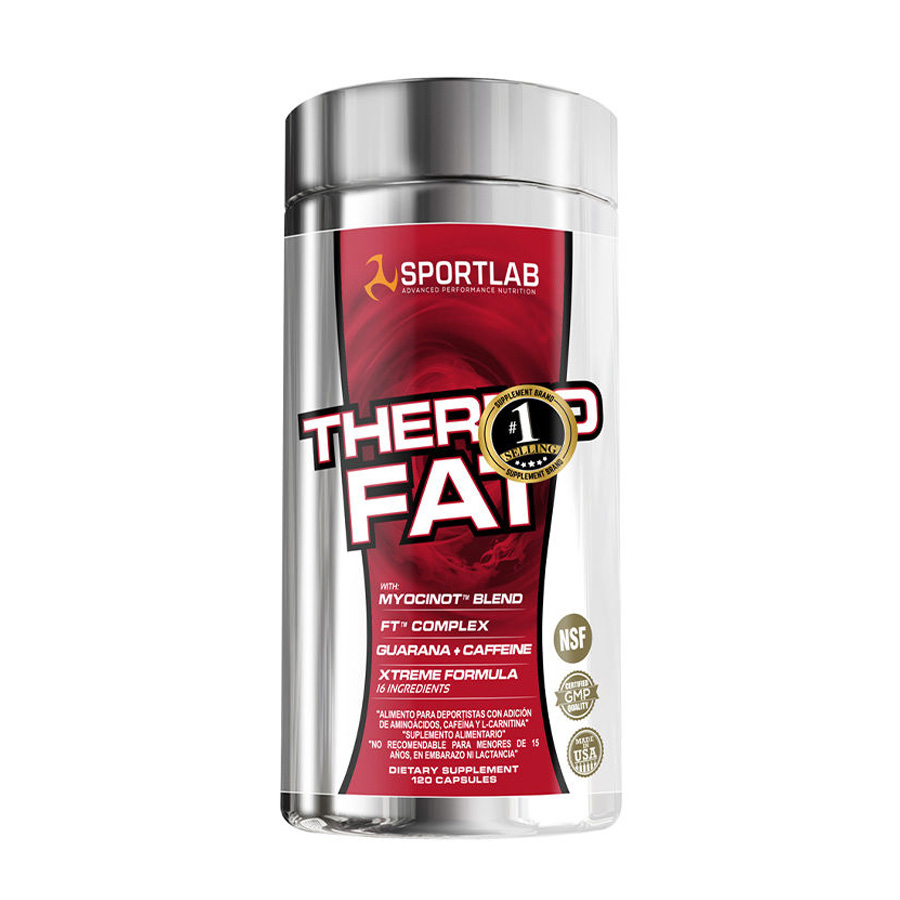 SPORTLAB
ADVANCED PERFORMANCE NUTRITION
SUPPLEMENT BRAND
#1
SELLING
SUPPLEMENT BRAND
FAT
WITH:
MYOCINOT™ BLEND
FT™ COMPLEX
GUARANA + CAFFEINE
XTREME FORMULA
16 INGREDIENTS
"ALIMENTO PARA DEPORTISTAS CON ADICIÓN
DE AMINOÁCIDOS, CAFEÍNA Y L-CARNITINA"
"SUPLEMENTO ALIMENTARIO"
"NO RECOMENDABLE PARA MENORES DE 15
AÑOS, EN EMBARAZO NI LACTANCIA"
DIETARY SUPPLEMENT
120 CAPSULES
NSF
CERTIFIED
GMP
QUALITY
MADE
IN
USA